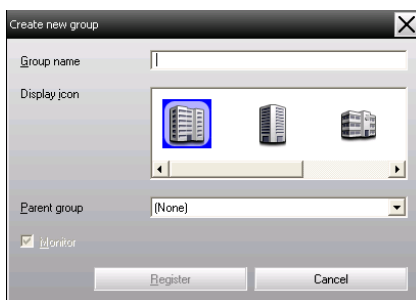 Create new group
Group name
Display icon
Parent group
(None)
Monitor
Register
Cancel